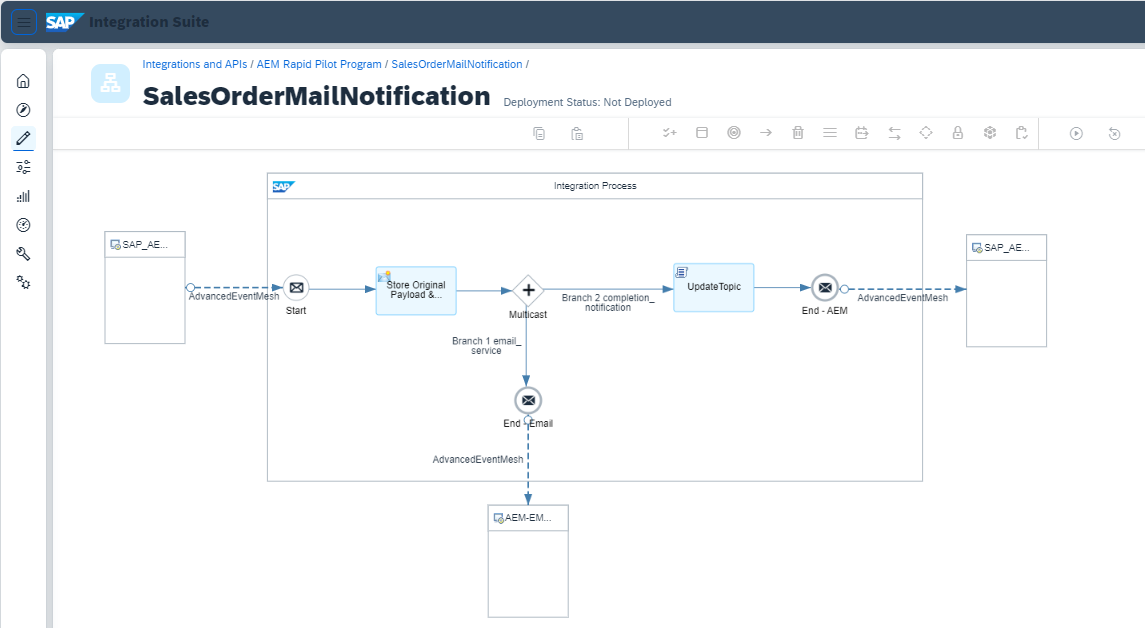 SAP Integration Suite
Integrations and APIs / AEM Rapid Pilot Program / SalesOrderMailNotification /
SalesOrderMailNotification Deployment Status: Not Deployed
SAP Integration Process
SAP_AE...
AdvancedEventMesh
Start
Store Original
Payload &...
Multicast
Branch 2 completion_
notification
UpdateTopic
End - AEM
AdvancedEventMesh
SAP_AE...
Branch 1 email_
service
End - Email
AdvancedEventMesh
AEM-EM...